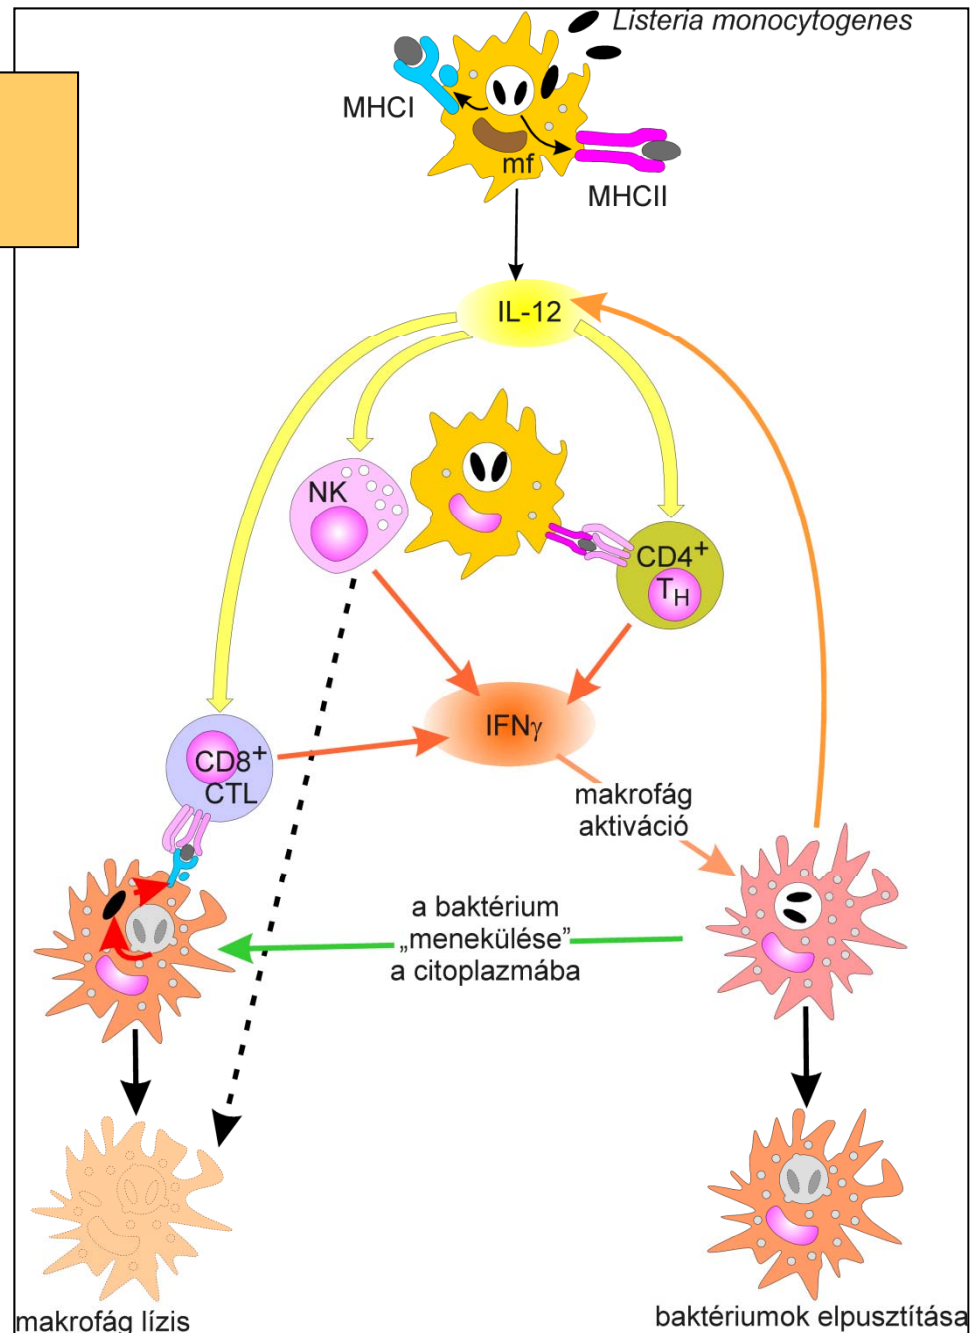 Listeria monocytogenes
MHCI
mf
MHCII
IL-12
NK
CD4+
TH
IFNγ
CD8+
CTL
makrofág
aktiváció
a baktérium
„menekülése”
a citoplazmába
makrofág lízis
baktériumok elpusztítása